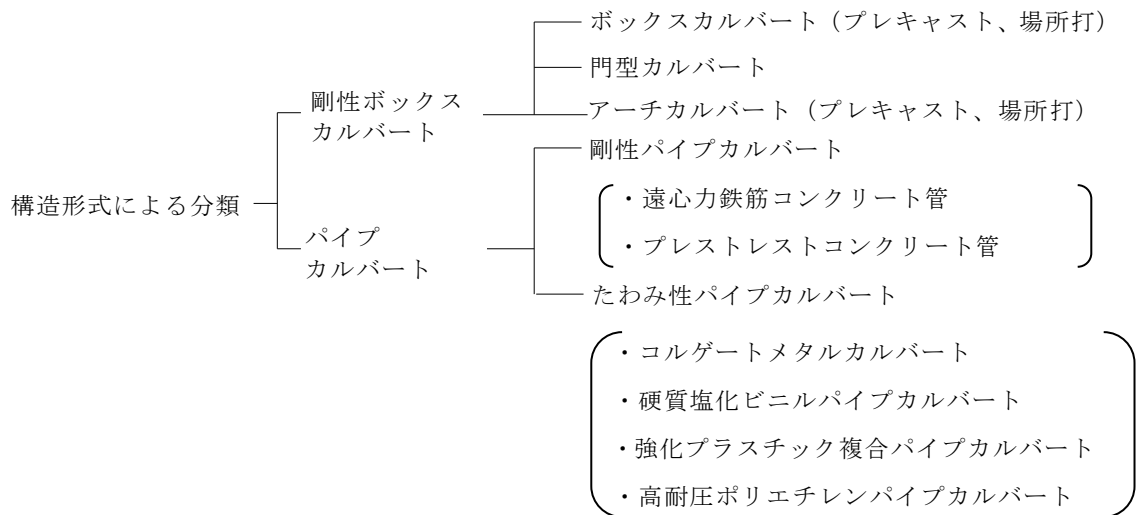 ボックスカルバート（プレキャスト、場所打）
門型カルバート
剛性ボックス
カルバート
アーチカルバート（プレキャスト、場所打）
剛性パイプカルバート
構造形式による分類
・遠心力鉄筋コンクリート管
パイプ
カルバート
・プレストレストコンクリート管
たわみ性パイプカルバート
・コルゲートメタルカルバート
・硬質塩化ビニルパイプカルバート
・強化プラスチック複合パイプカルバート
・高耐圧ポリエチレンパイプカルバート